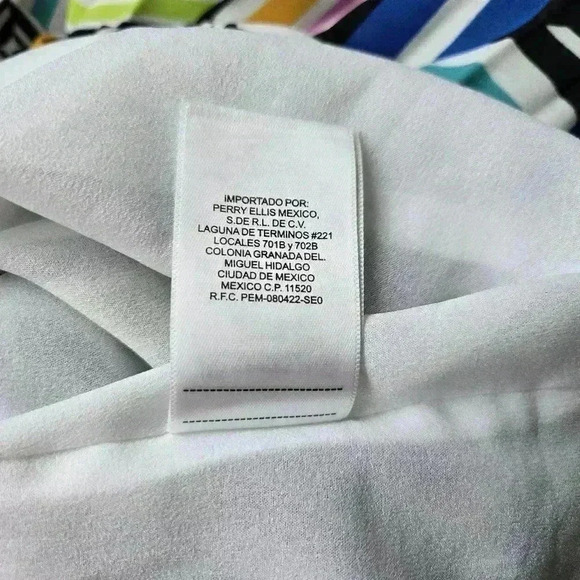 IMPORTADO POR:
PERRY ELLIS MEXICO,
S.DE R.L. DE C.V.
LAGUNA DE TERMINOS #221
LOCALES 701B y 702B
COLONIA GRANADA DEL.
MIGUEL HIDALGO
CIUDAD DE MEXICO
MEXICO C.P. 11520
R.F.C. PEM-080422-SE0